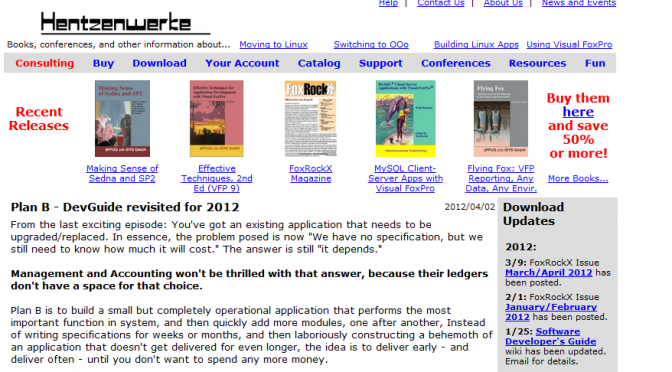 Help | Contact Us | About Us | News and Events
Hentzenwerke
Books, conferences, and other information about... Moving to Linux Switching to OOo Building Linux Apps Using Visual FoxPro
Consulting Buy Download Your Account Catalog Support Conferences Resources Fun
Recent
Releases
Making Sense
of Sedna and SP2
Effective Techniques for
Application Development
with Visual FoxPro
FoxRockX
MySQL Client-Server
Applications with Visual FoxPro
Flying Fox
Buy them
here
and save
50%
or more!
Making Sense of
Sedna and SP2
Effective
Techniques, 2nd
Ed (VFP 9)
FoxRockX
Magazine
MySQL Client-
Server Apps with
Visual FoxPro
Flying Fox: VFP
Reporting, Any
Data, Any Envir.
More Books...
Plan B - DevGuide revisited for 2012 2012/04/02
From the last exciting episode: You've got an existing application that needs to be
upgraded/replaced. In essence, the problem posed is now "We have no specification, but we
still need to know how much it will cost." The answer is still "it depends."
Management and Accounting won't be thrilled with that answer, because their ledgers
don't have a space for that choice.
Plan B is to build a small but completely operational application that performs the most
important function in system, and then quickly add more modules, one after another, Instead
of writing specifications for weeks or months, and then laboriously constructing a behemoth of
an application that doesn't get delivered for even longer, the idea is to deliver early - and
deliver often - until you don't want to spend any more money.
Download
Updates
2012:
3/9: FoxRockX Issue
March/April 2012 has
been posted.
2/1: FoxRockX Issue
January/February
2012 has been posted.
1/25: Software
Developer's Guide
wiki has been updated.
Email for details.